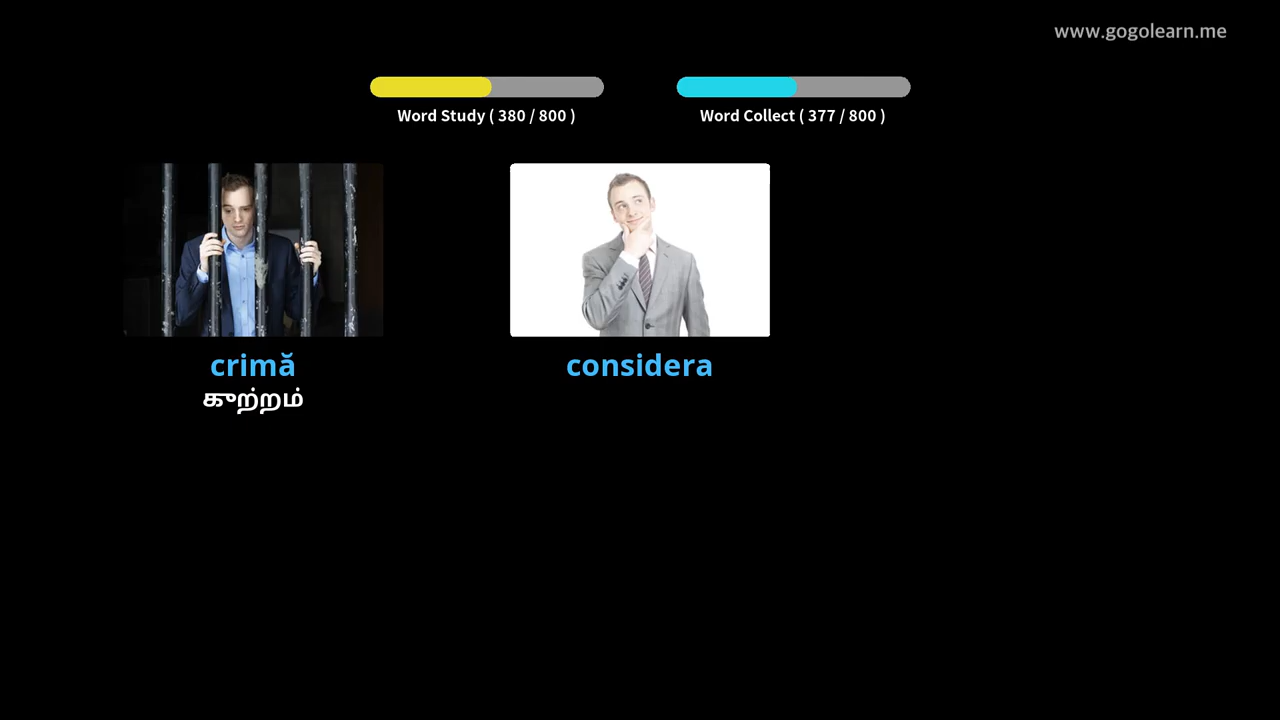 www.gogolearn.me
Word Study ( 380 / 800 )
Word Collect ( 377 / 800 )
crimă
considera
குற்றம்